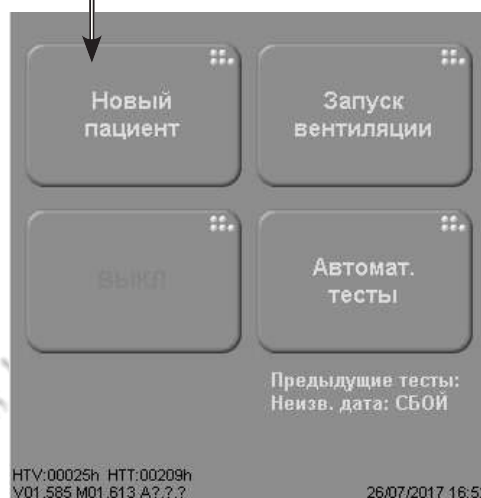 Новый
пациент
Запуск
вентиляции
ВЫКЛ
Автомат.
тесты
Предыдущие тесты:
Неизв. дата: СБОЙ
HTV:00025h HTT:00209h
V01.585 M01.613 A?.?.?
26/07/2017 16:5